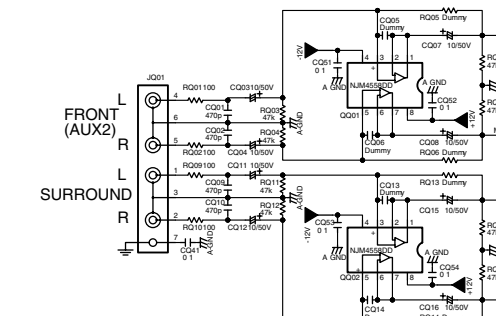 RQ05 Dummy
CQ05
Dummy
CQ07 10/50V
-12V
CQ51
0 1
4 3 2 1
A GND
A GND
NJM4558DD
CQ52
0 1
QQ01
5 6 7 8
+12V
CQ06
Dummy
CQ08 10/50V
RQ06 Dummy
JQ01
RQ01100
CQ0310/50V
FRONT
(AUX2)
L
4
CQ01
470p
RQ03
47k
6
A-GND
CQ02
470p
RQ04
47k
R
5
RQ02100
CQ04 10/50V
RQ09100
CQ11 10/50V
SURROUND
L
1
CQ09
470p
RQ11
47k
3
A-GND
CQ10
470p
RQ12
47k
R
2
RQ10100
CQ1210/50V
7
CQ41
0 1
A-GND
RQ13 Dummy
CQ13
Dummy
CQ15 10/50V
-12V
CQ53
0 1
4 3 2 1
A GND
A GND
NJM4558DD
CQ54
0 1
QQ02
5 6 7 8
+12V
CQ14
CQ16 10/50V